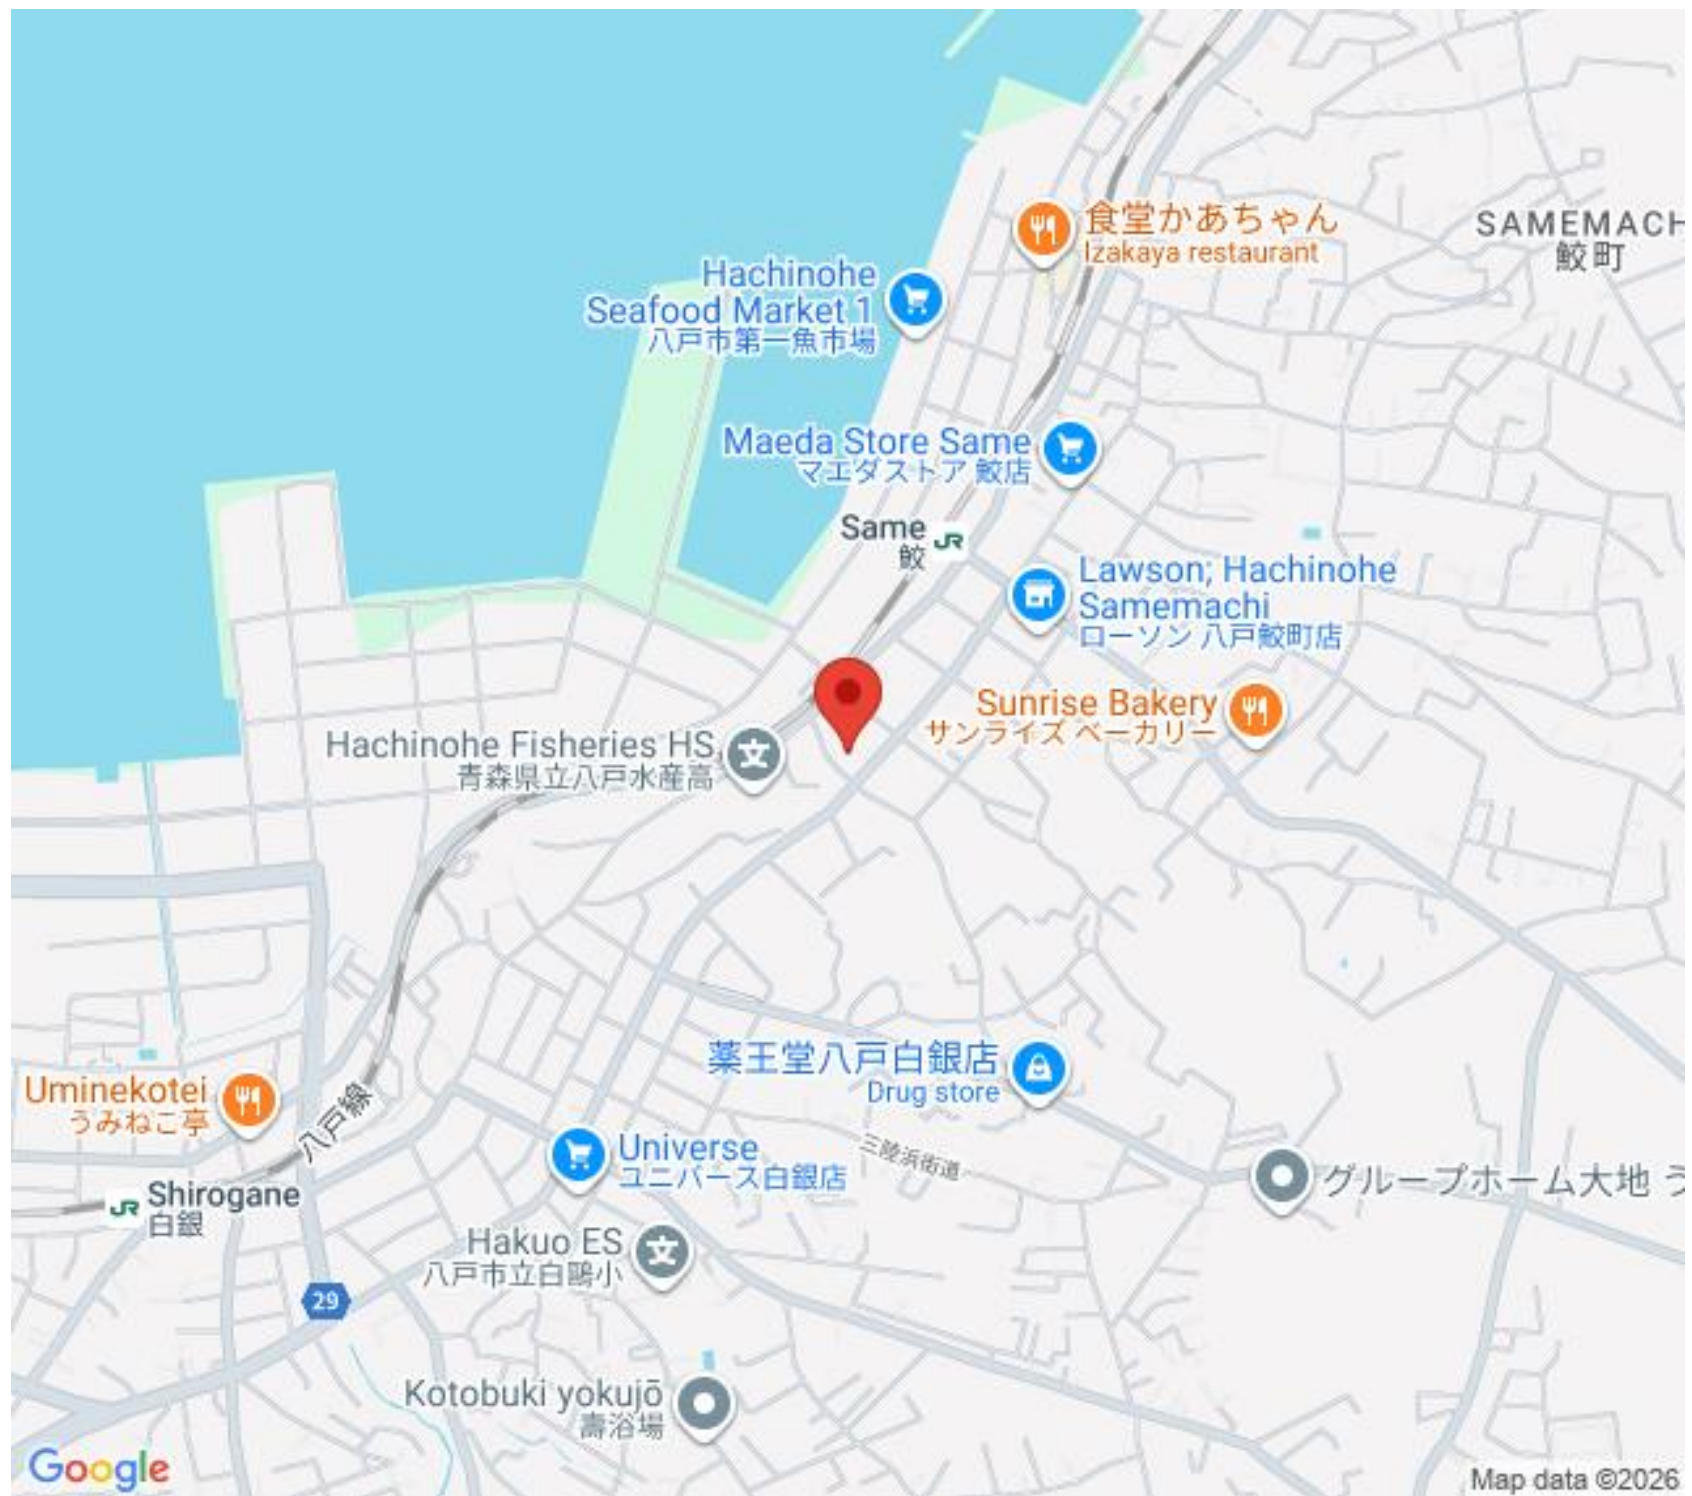 食堂かあちゃん
Izakaya restaurant
SAMEMACH
鮫町
Hachinohe
Seafood Market 1
八戸市第一魚市場
Maeda Store Same
マエダストア 鮫店
Same
鮫
JR
Lawson; Hachinohe
Samemachi
ローソン 八戸鮫町店
Sunrise Bakery
サンライズ ベーカリー
Hachinohe Fisheries HS
青森県立八戸水産高
薬王堂八戸白銀店
Drug store
Uminekotei
うみねこ亭
八戸線
Universe
ユニバース白銀店
三陸浜街道
グループホーム大地 う
JR
Shirogane
白銀
Hakuo ES
八戸市立白鷗小
29
Kotobuki yokujō
壽浴場
Google
Map data ©2026